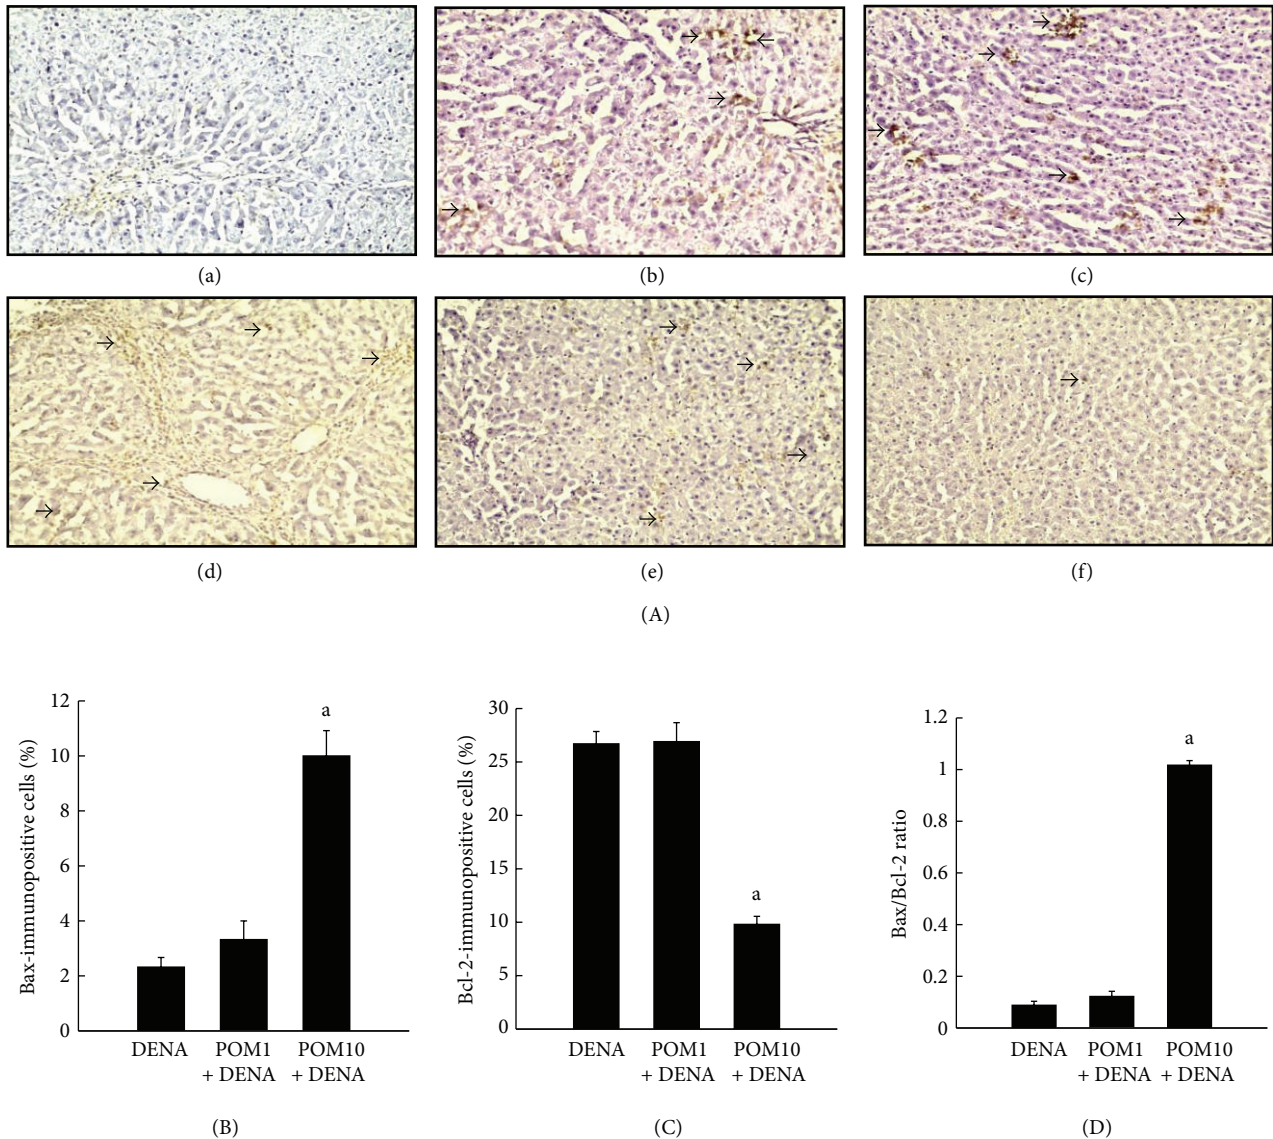 (a)
(b)
(c)
(d)
(e)
(f)
(A)
Bax-immunopositive cells (%)
12
10
8
6
4
2
0
a
DENA
POM1
+ DENA
POM10
+ DENA
(B)
Bcl-2-immunopositive cells (%)
30
25
20
15
10
5
0
a
DENA
POM1
+ DENA
POM10
+ DENA
(C)
Bax/Bcl-2 ratio
1.2
1
0.8
0.6
0.4
0.2
0
a
DENA
POM1
+ DENA
POM10
+ DENA
(D)